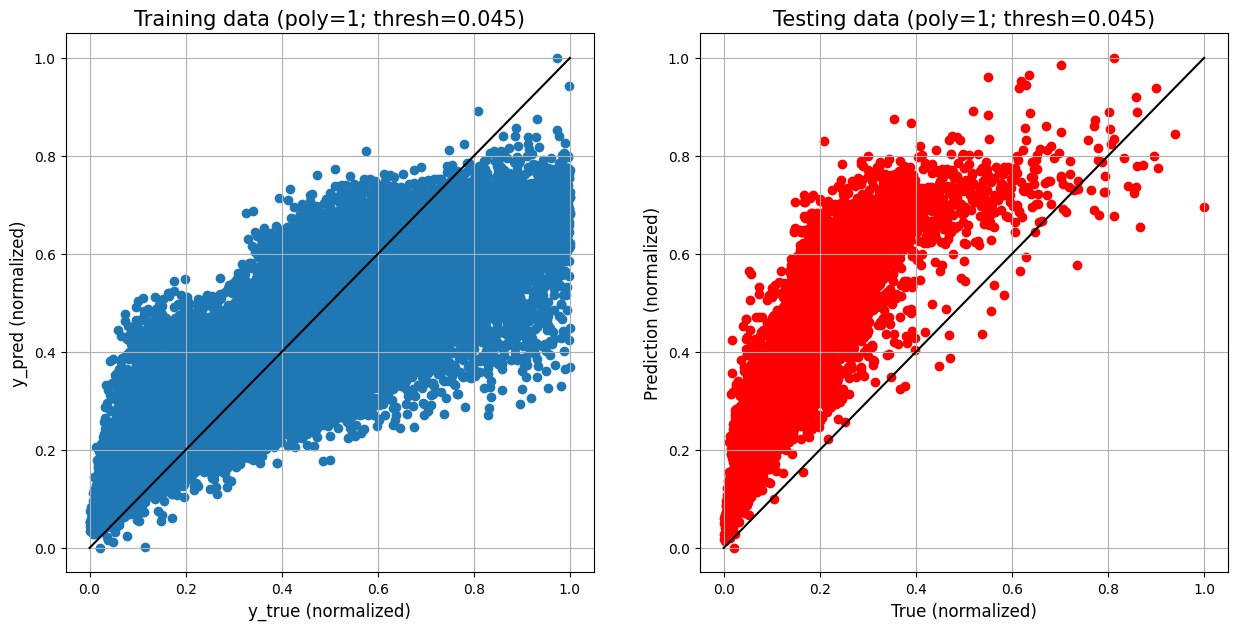 Training data (poly=1; thresh=0.045)
1.0
0.8
0.6
0.4
0.2
0.0
y_pred (normalized)
0.0 0.2 0.4 0.6 0.8 1.0
y_true (normalized)
Testing data (poly=1; thresh=0.045)
1.0
0.8
0.6
0.4
0.2
0.0
Prediction (normalized)
0.0 0.2 0.4 0.6 0.8 1.0
True (normalized)